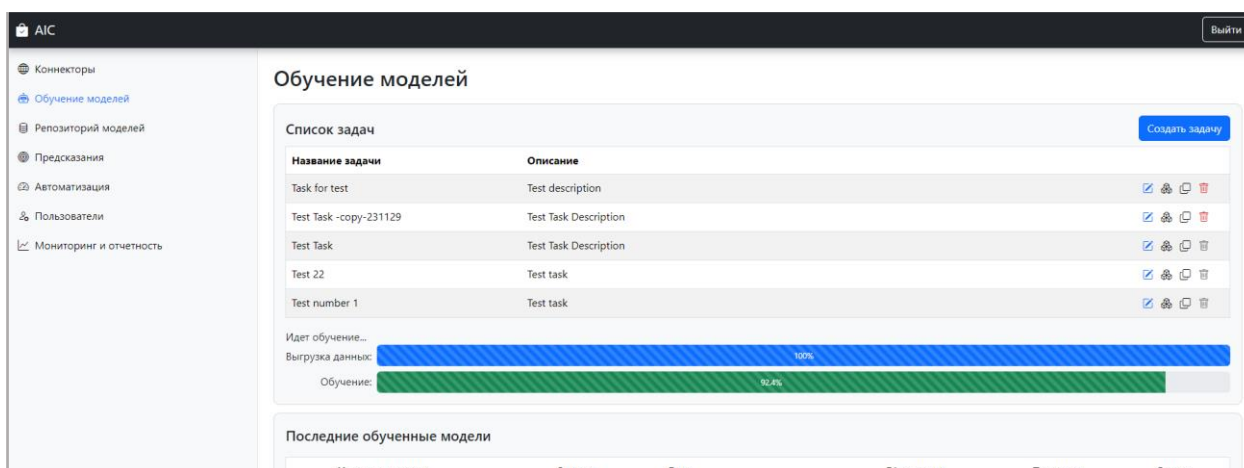 AIC
Выйти
Коннекторы
Обучение моделей
Репозиторий моделей
Предсказания
Автоматизация
Пользователи
Мониторинг и отчетность
Обучение моделей
Список задач
Создать задачу
Название задачи Описание
Task for test Test description
Test Task -copy-231129 Test Task Description
Test Task Test Task Description
Test 22 Test task
Test number 1 Test task
Идет обучение...
Выгрузка данных: 100%
Обучение: 92.4%
Последние обученные модели